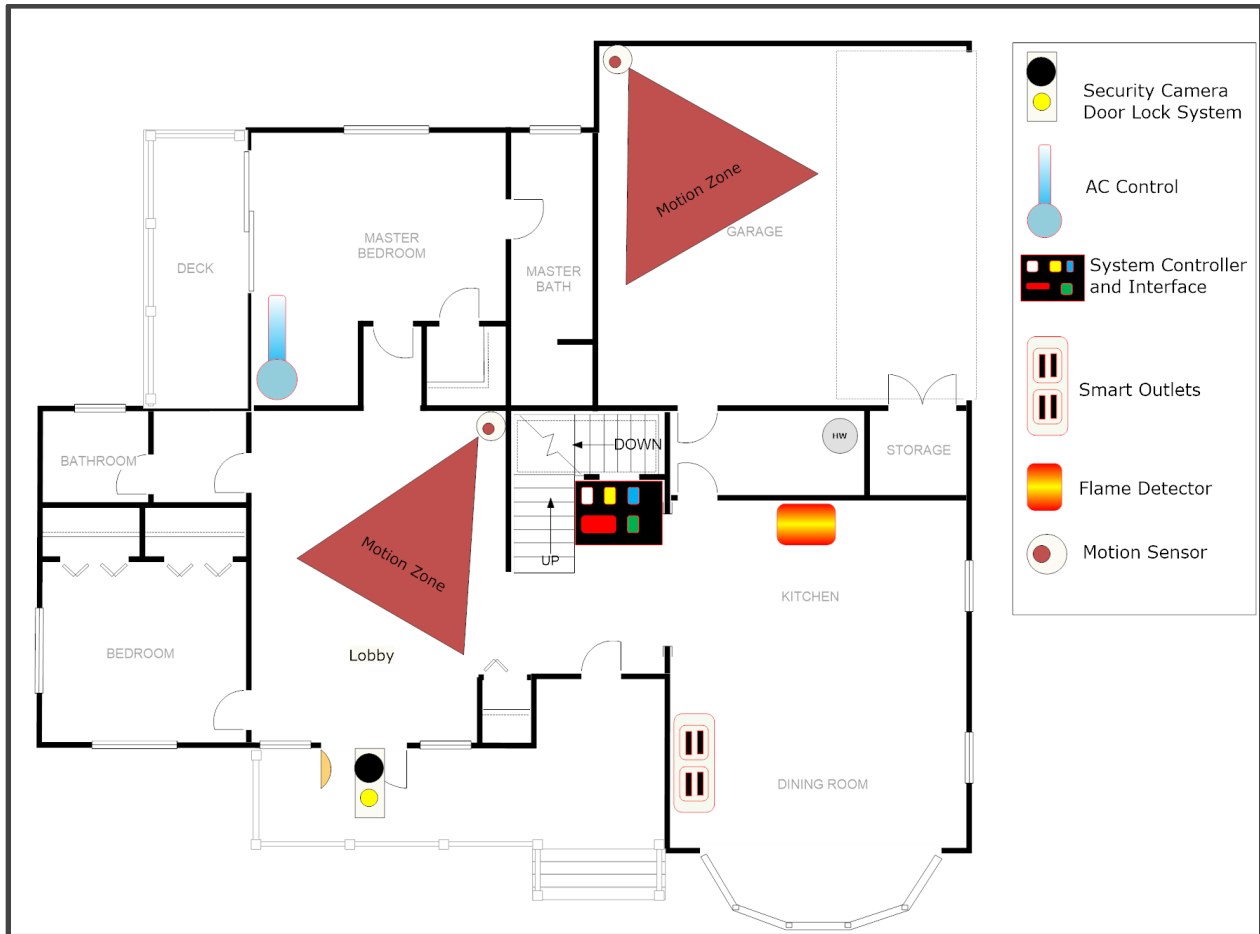 Motion Zone
GARAGE
MASTER
BEDROOM
DECK
MASTER
BATH
BATHROOM
DOWN
HW
STORAGE
UP
Motion Zone
KITCHEN
BEDROOM
Lobby
DINING ROOM
Security Camera
Door Lock System
AC Control
System Controller
and Interface
Smart Outlets
Flame Detector
Motion Sensor